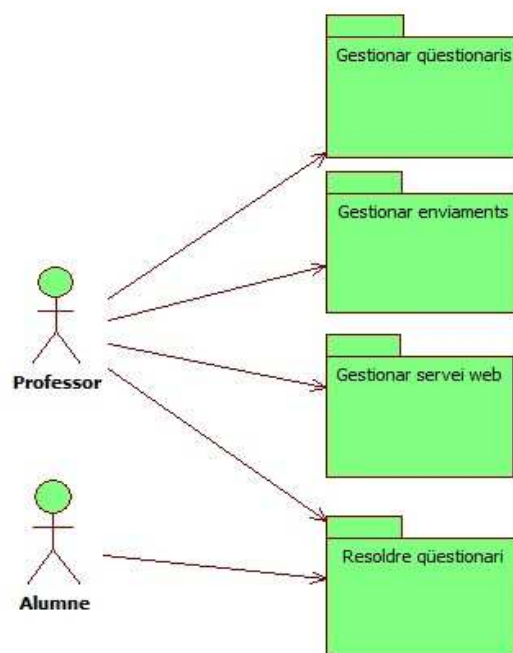 Gestionar qüestionaris
Gestionar enviaments
Professor
Gestionar servei web
Resoldre qüestionari
Alumne